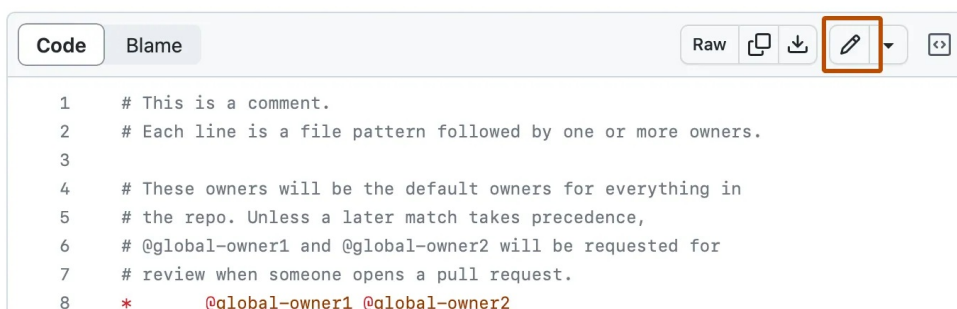 Code Blame Raw
1 # This is a comment.
2 # Each line is a file pattern followed by one or more owners.
3
4 # These owners will be the default owners for everything in
5 # the repo. Unless a later match takes precedence,
6 # @global-owner1 and @global-owner2 will be requested for
7 # review when someone opens a pull request.
8 * @global-owner1 @global-owner2